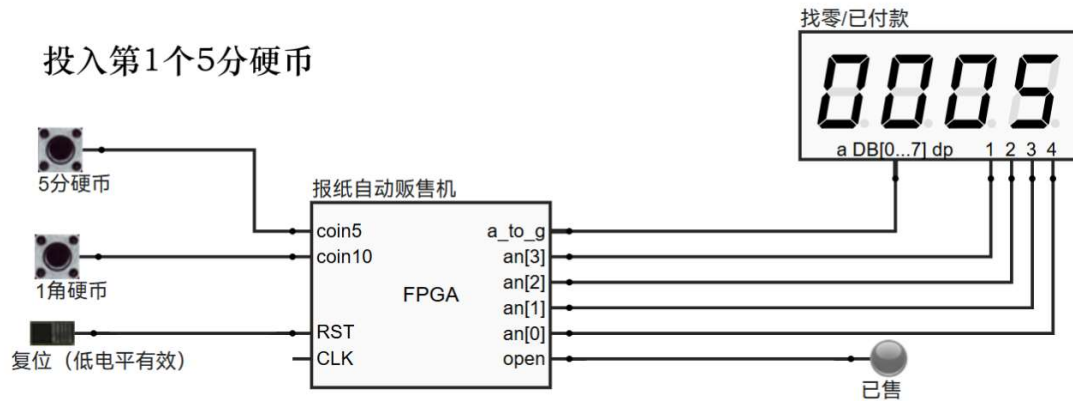 找零/已付款
投入第1个5分硬币
0005
a DB[0...7] dp 1 2 3 4
5分硬币
报纸自动贩售机
coin5 a_to_g
coin10 an[3]
an[2]
1角硬币
FPGA
an[1]
RST an[0]
复位（低电平有效）
CLK open
已售